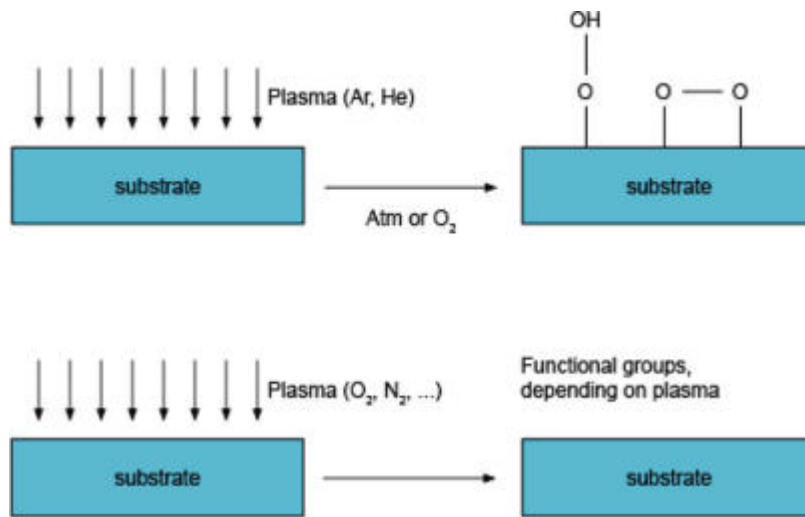 OH
Plasma (Ar, He)
O
O
O
substrate
substrate
Atm or O₂
Plasma (O₂, N₂, ...)
Functional groups,
depending on plasma
substrate
substrate